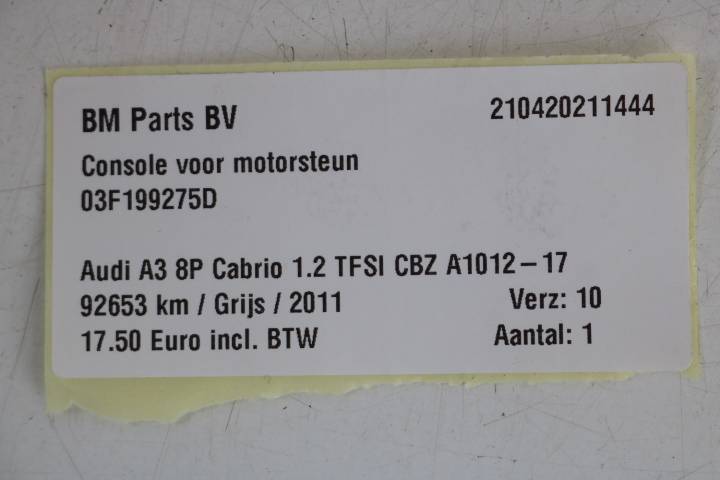 BM Parts BV 210420211444
Console voor motorsteun
03F199275D
Audi A3 8P Cabrio 1.2 TFSI CBZ A1012-17
92653 km / Grijs / 2011 Verz: 10
17.50 Euro incl. BTW Aantal: 1